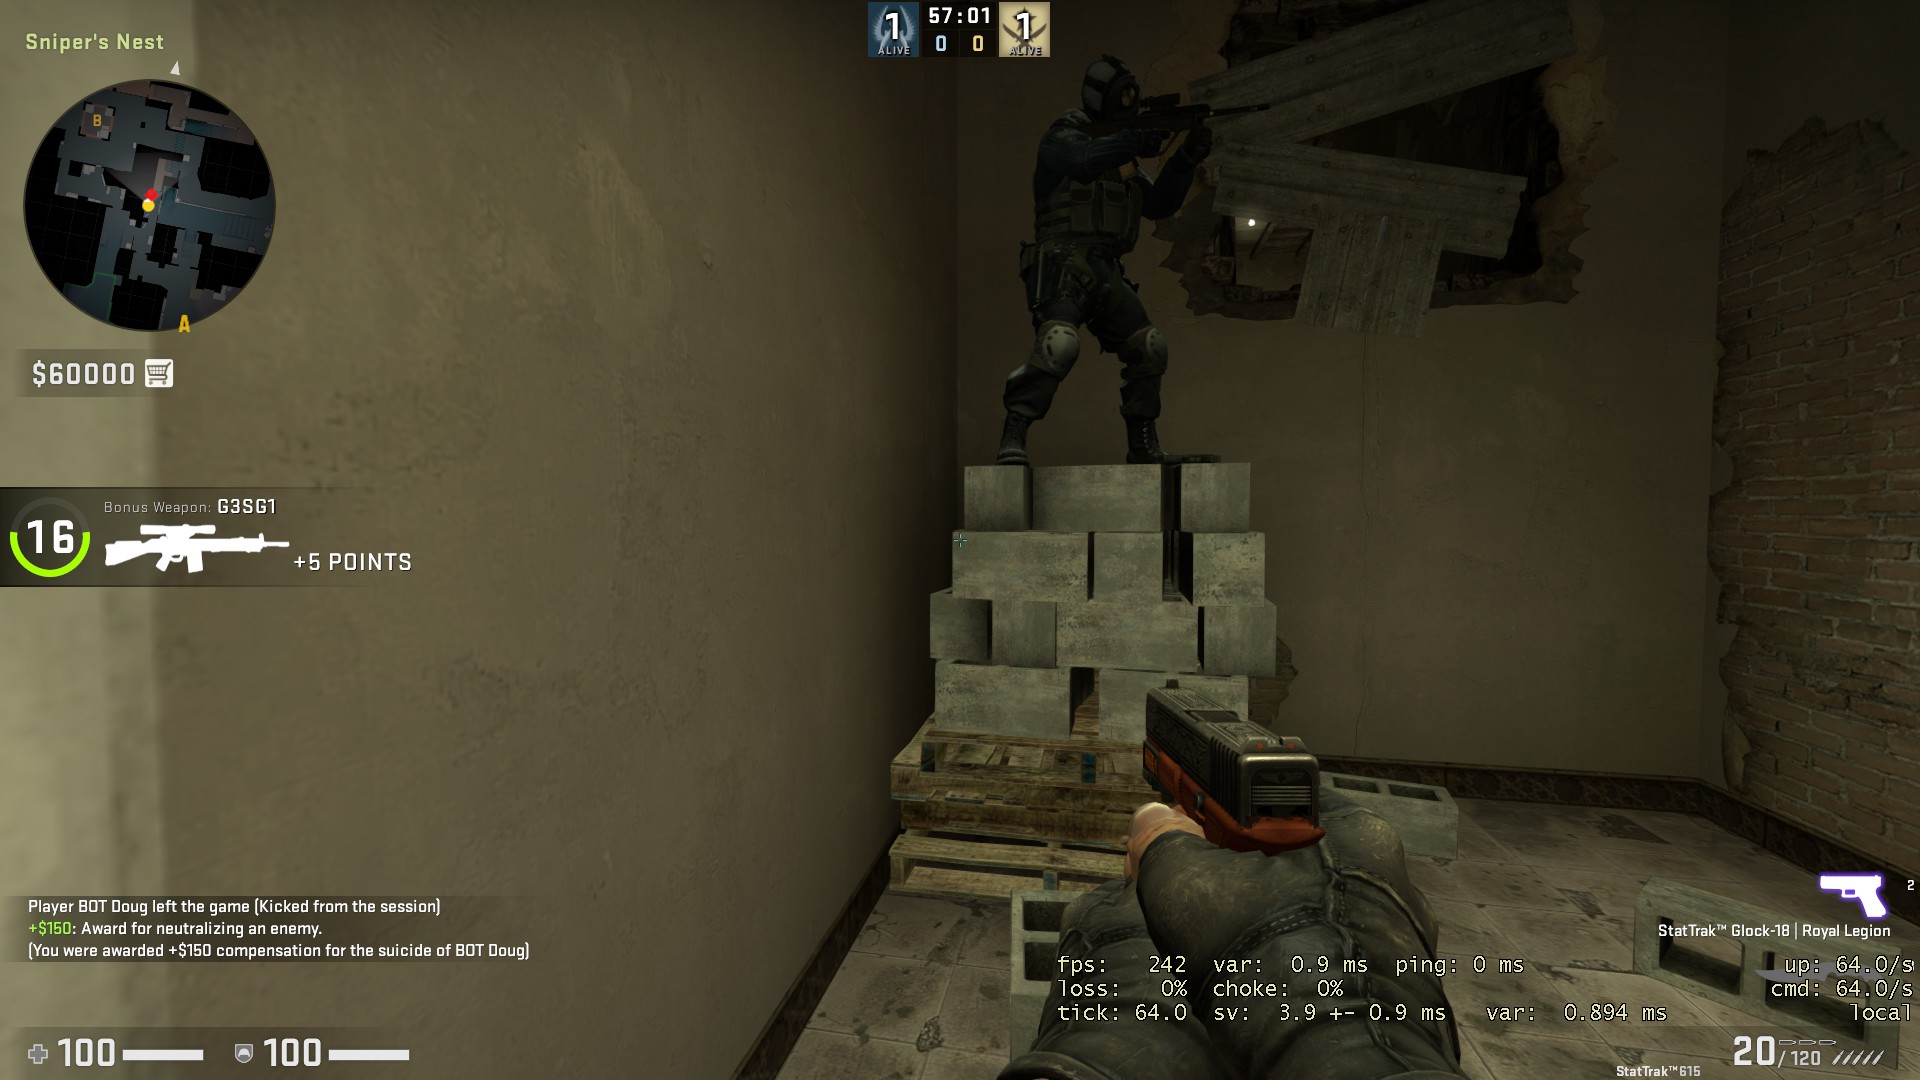 Sniper's Nest
1 57:01 1
ALIVE 0 0 ALIVE
B
A
$60000
Bonus Weapon: G3SG1
16
+5 POINTS
Player BOT Doug left the game (Kicked from the session)
+$150: Award for neutralizing an enemy.
(You were awarded +$150 compensation for the suicide of BOT Doug)
100 100
2
StatTrak™ Glock-18 | Royal Legion
fps: 242 var: 0.9 ms ping: 0 ms up: 64.0/s
loss: 0% choke: 0% cmd: 64.0/s
tick: 64.0 sv: 3.9 +- 0.9 ms var: 0.894 ms local
20 / 120
StatTrak™615